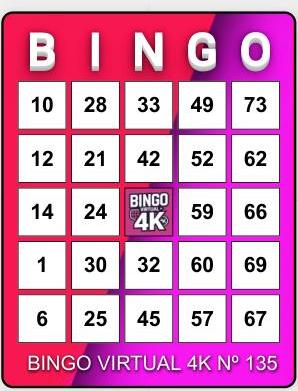 B I N G O
10 28 33 49 73
12 21 42 52 62
14 24 BINGO VIRTUAL 4K 59 66
1 30 32 60 69
6 25 45 57 67
BINGO VIRTUAL 4K Nº 135